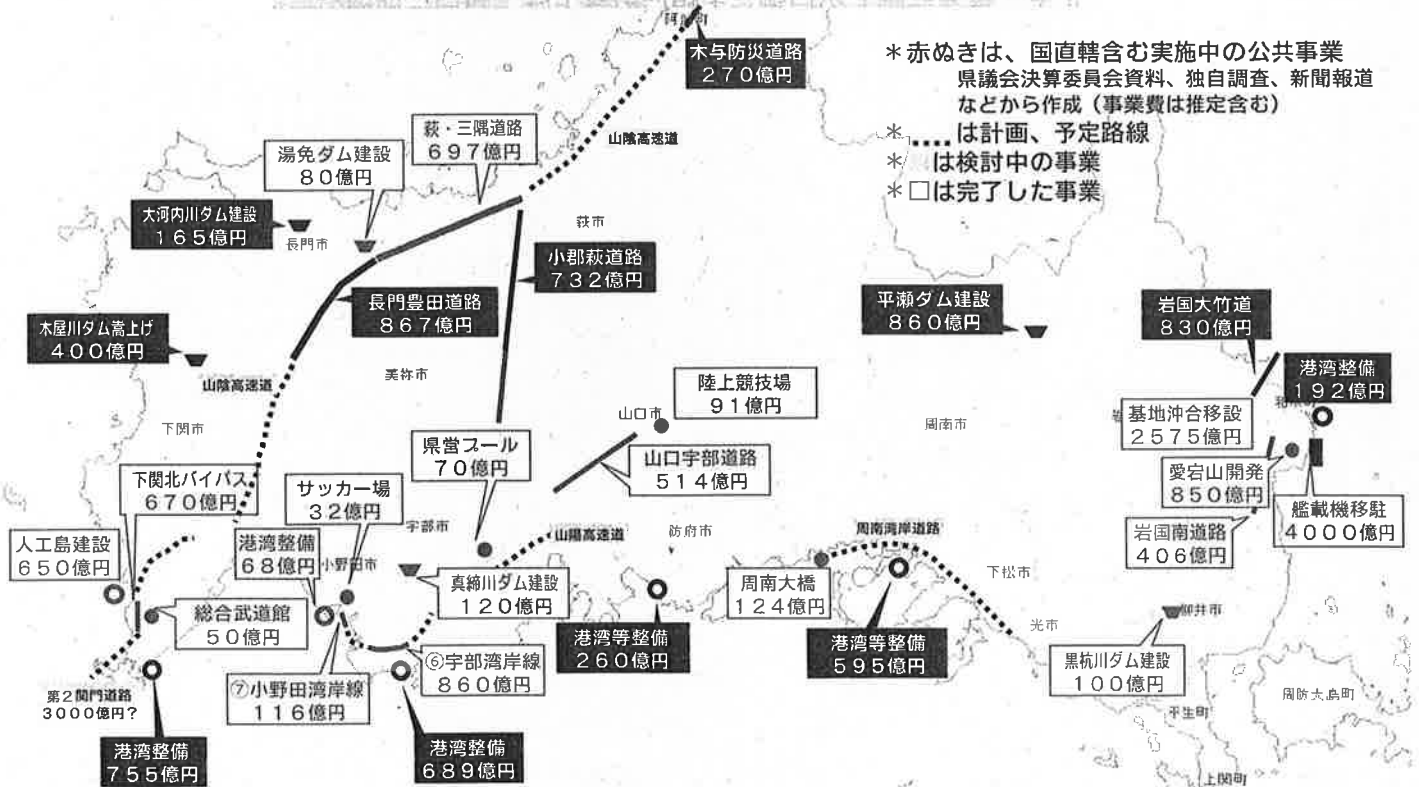 木与防災道路
270億円
＊赤ぬきは、国直轄含む実施中の公共事業
県議会決算委員会資料、独自調査、新聞報道
などから作成（事業費は推定含む）
＊‥‥は計画、予定路線
＊ は検討中の事業
＊□は完了した事業
萩・三隅道路
697億円
山陰高速道
湯免ダム建設
80億円
大河内川ダム建設
165億円
長門市
萩市
小郡萩道路
732億円
長門豊田道路
867億円
平瀬ダム建設
860億円
岩国大竹道
830億円
木屋川ダム嵩上げ
400億円
山陰高速道
美祢市
港湾整備
192億円
陸上競技場
91億円
山口市
下関市
周南市
基地沖合移設
2575億円
県営プール
70億円
山口宇部道路
514億円
愛宕山開発
850億円
下関北バイパス
670億円
サッカー場
32億円
艦載機移駐
4000億円
宇部市
山陽高速道
防府市
周南湾岸道路
岩国南道路
406億円
人工島建設
650億円
港湾整備
68億円
小野田市
真締川ダム建設
120億円
周南大橋
124億円
下松市
総合武道館
50億円
柳井市
光市
港湾等整備
260億円
港湾等整備
595億円
黒杭川ダム建設
100億円
⑥宇部湾岸線
860億円
⑦小野田湾岸線
116億円
第2関門道路
3000億円？
周防大島町
平生町
港湾整備
755億円
港湾整備
689億円
上関町